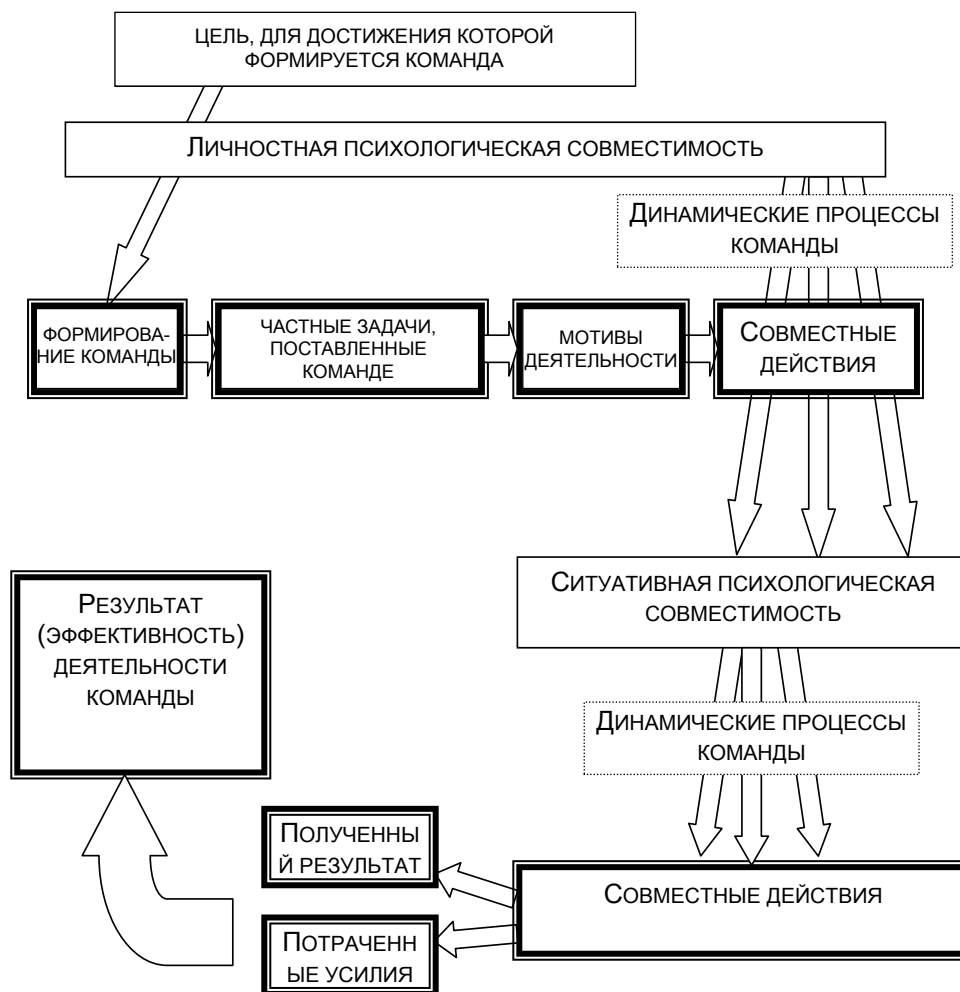 ЦЕЛЬ, ДЛЯ ДОСТИЖЕНИЯ КОТОРОЙ
ФОРМИРУЕТСЯ КОМАНДА
ЛИЧНОСТНАЯ ПСИХОЛОГИЧЕСКАЯ СОВМЕСТИМОСТЬ
ДИНАМИЧЕСКИЕ ПРОЦЕССЫ
КОМАНДЫ
ФОРМИРОВА-
НИЕ КОМАНДЫ
ЧАСТНЫЕ ЗАДАЧИ,
ПОСТАВЛЕННЫЕ
КОМАНДЕ
МОТИВЫ
ДЕЯТЕЛЬНОСТИ
СОВМЕСТНЫЕ
ДЕЙСТВИЯ
СИТУАТИВНАЯ ПСИХОЛОГИЧЕСКАЯ
СОВМЕСТИМОСТЬ
РЕЗУЛЬТАТ
(ЭФФЕКТИВНОСТЬ)
ДЕЯТЕЛЬНОСТИ
КОМАНДЫ
ДИНАМИЧЕСКИЕ ПРОЦЕССЫ
КОМАНДЫ
ПОЛУЧЕННЫ
Й РЕЗУЛЬТАТ
СОВМЕСТНЫЕ ДЕЙСТВИЯ
ПОТРАЧЕНН
ЫЕ УСИЛИЯ